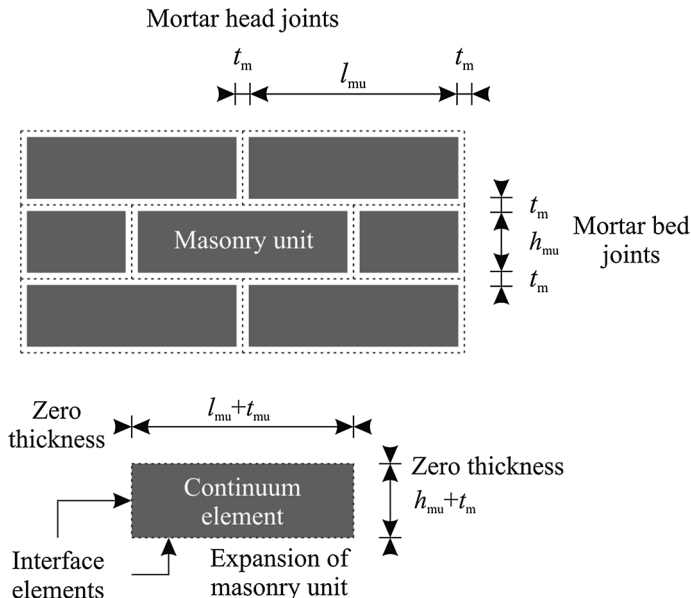 Mortar head joints
tm tm
lmu
Masonry unit
tm
hmu
tm
Mortar bed
joints
Zero
thickness
lmu+tmu
Zero thickness
hmu+tm
Continuum
element
Interface
elements
Expansion of
masonry unit